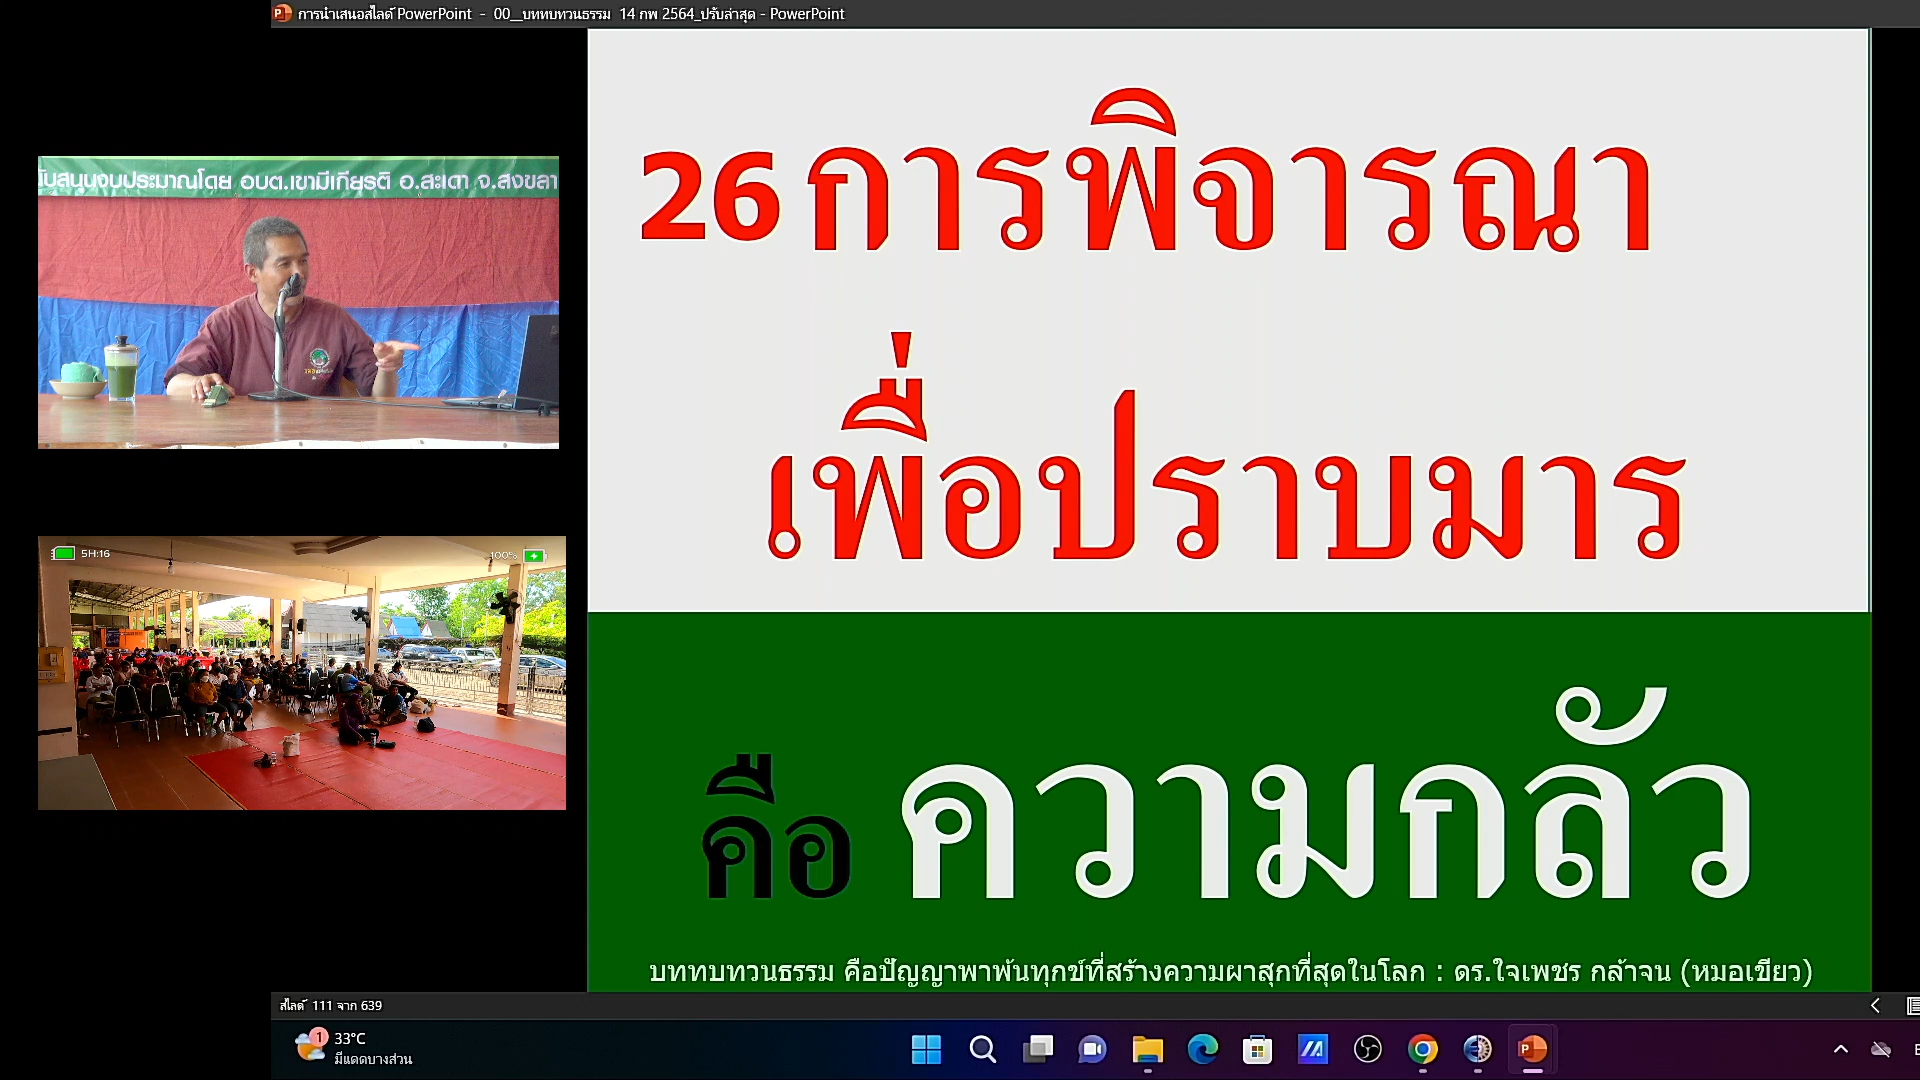 การนำเสนอสไลด์ PowerPoint - 00__บททบทวนธรรม 14 กพ 2564_ปรับล่าสุด - PowerPoint
นับสนุนงบประมาณโดย อบต.เขามีเกียรติ อ.สะเดา จ.สงขลา
5H:16
100%
26 การพิจารณา
เพื่อปราบมาร
คือ ความกลัว
บททบทวนธรรม คือปัญญาพาพ้นทุกข์ที่สร้างความผาสุกที่สุดในโลก : ดร.ใจเพชร กล้าจน (หมอเขียว)
สไลด์ 111 จาก 639
1
33°C
มีแดดบางส่วน